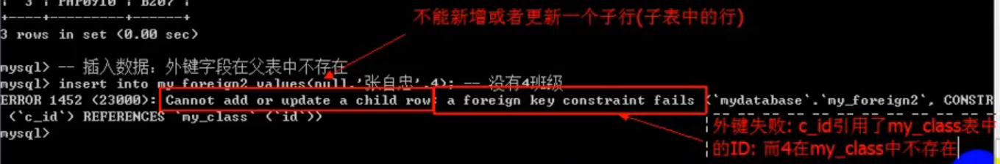 | 3 | PHP0910 | B207 |
+----+---------+------+
不能新增或者更新一个子行(子表中的行)
3 rows in set (0.00 sec)
mysql> -- 插入数据: 外键字段在父表中不存在
mysql> insert into my_foreign2 values(null,'张自忠',4); -- 没有4班级
ERROR 1452 (23000): Cannot add or update a child row: a foreign key constraint fails (`mydatabase`.`my_foreign2`, CONSTR
(`c_id`) REFERENCES `my_class` (`id`))
mysql>
外键失败: c_id引用了my_class表中
的ID: 而4在my_class中不存在